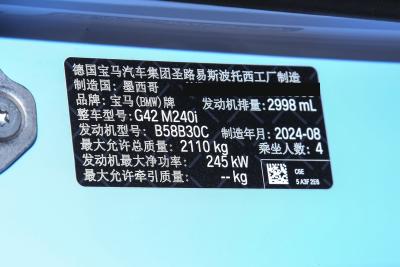 德国宝马汽车集团圣路易斯波托西工厂制造
制造国：墨西哥
品牌：宝马(BMW)牌 发动机排量：2998 mL
整车型号：G42 M240i
发动机型号：B58B30C 制造年月：2024-08
最大允许总质量：2110 kg 乘坐人数：4
发动机最大净功率：245 kW
最大允许牵引质量：-- kg
C6E
5 A3F 2E6